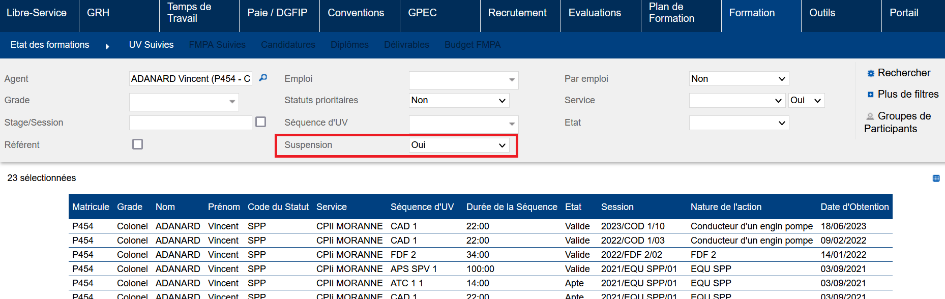 Libre-Service GRH Temps de Travail Paie / DGFIP Conventions GPEC Recrutement Evaluations Plan de Formation Formation Outils Portail
Etat des formations UV Suivies FMPA Suivies Candidatures Diplômes Délivrables Budget FMPA
Agent ADANARD Vincent (P454 - C Emploi Par emploi Non Rechercher
Grade Statuts prioritaires Non Service Oui Plus de filtres
Stage/Session Séquence d'UV Etat Groupes de Participants
Référent Suspension Oui
23 sélectionnées
Matricule Grade Nom Prénom Code du Statut Service Séquence d'UV Durée de la Séquence Etat Session Nature de l'action Date d'Obtention
P454 Colonel ADANARD Vincent SPP CPII MORANNE CAD 1 22:00 Valide 2023/COD 1/10 Conducteur d'un engin pompe 18/06/2023
P454 Colonel ADANARD Vincent SPP CPII MORANNE CAD 1 22:00 Valide 2022/COD 1/03 Conducteur d'un engin pompe 09/02/2022
P454 Colonel ADANARD Vincent SPP CPII MORANNE FDF 2 34:00 Valide 2022/FDF 2/02 FDF 2 14/01/2022
P454 Colonel ADANARD Vincent SPP CPII MORANNE APS SPV 1 100:00 Valide 2021/EQU SPP/01 EQU SPP 03/09/2021
P454 Colonel ADANARD Vincent SPP CPII MORANNE ATC 1 1 14:00 Apte 2021/EQU SPP/01 EQU SPP 03/09/2021
P454 Colonel ADANARD Vincent SPP CPII MORANNE CAD 1 22:00 Apte 2021/EQU SPP/01 EQU SPP 03/09/2021